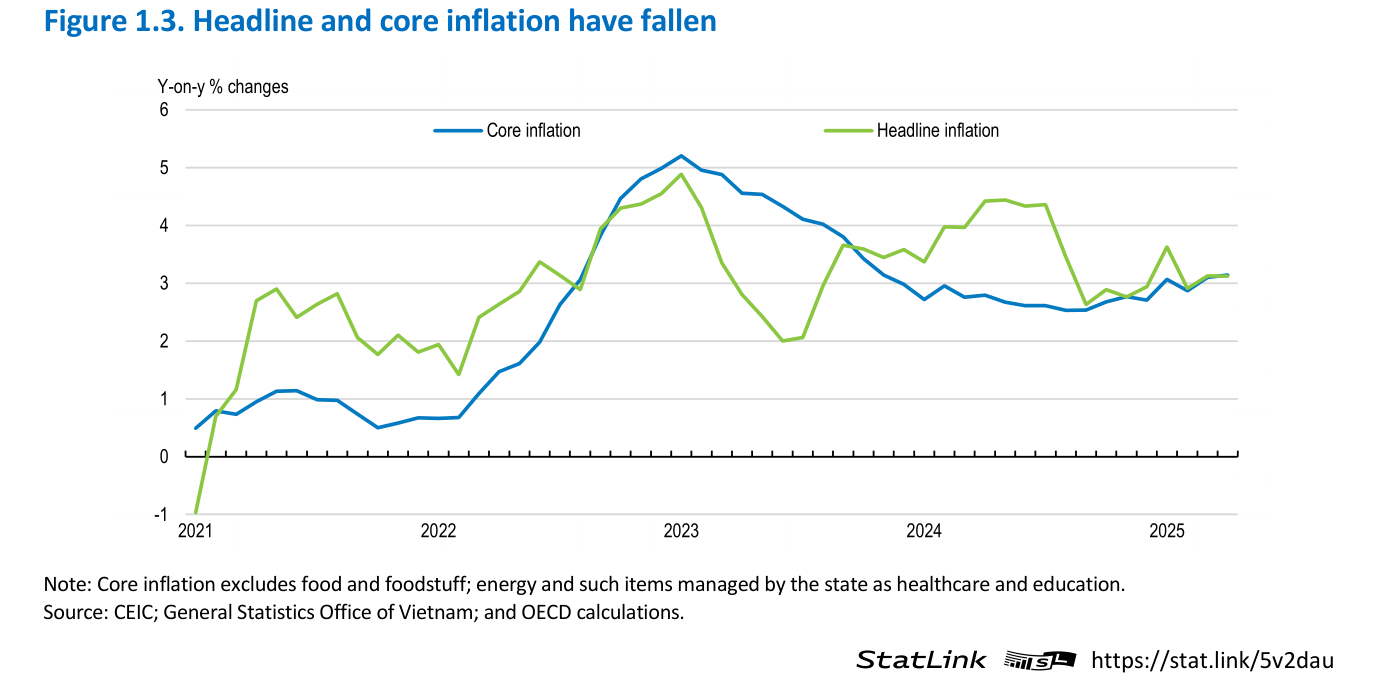 Figure 1.3. Headline and core inflation have fallen
Y-on-y % changes
6
Core inflation
Headline inflation
5
4
3
2
1
0
-1
2021
2022
2023
2024
2025
Note: Core inflation excludes food and foodstuff; energy and such items managed by the state as healthcare and education.
Source: CEIC; General Statistics Office of Vietnam; and OECD calculations.
StatLink https://stat.link/5v2dau